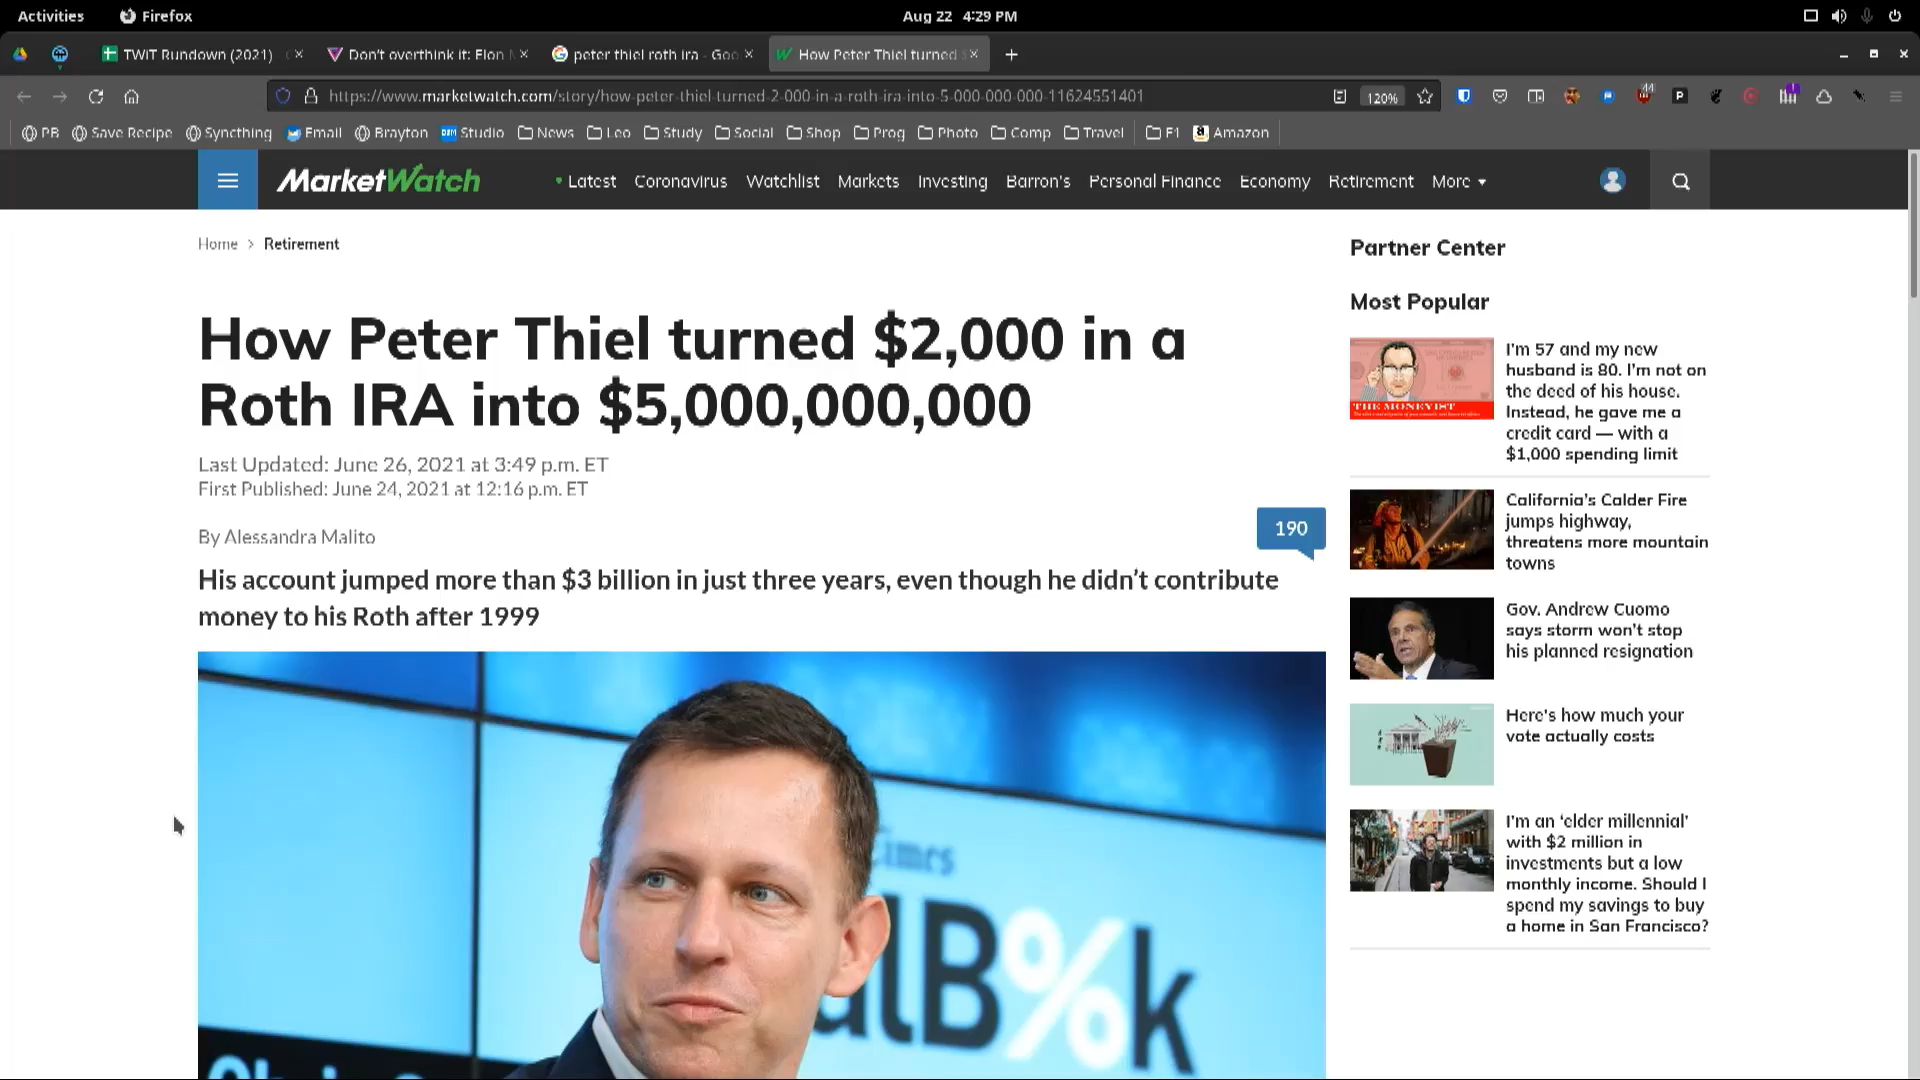 Activities
Firefox
Aug 22 4:29 PM
TWiT Rundown (2021)
Don't overthink it: Elon
peter thiel roth ira - Goo
How Peter Thiel turned
https://www.marketwatch.com/story/how-peter-thiel-turned-2-000-in-a-roth-ira-into-5-000-000-000-11624551401
120%
44
PB
Save Recipe
Syncthing
Email
Brayton
Studio
News
Leo
Study
Social
Shop
Prog
Photo
Comp
Travel
F1
Amazon
MarketWatch
Latest
Coronavirus
Watchlist
Markets
Investing
Barron's
Personal Finance
Economy
Retirement
More
Home > Retirement
How Peter Thiel turned $2,000 in a
Roth IRA into $5,000,000,000
Last Updated: June 26, 2021 at 3:49 p.m. ET
First Published: June 24, 2021 at 12:16 p.m. ET
By Alessandra Malito
190
His account jumped more than $3 billion in just three years, even though he didn't contribute
money to his Roth after 1999
Times
alB%k
Partner Center
Most Popular
THE MONEYIST
I'm 57 and my new
husband is 80. I'm not on
the deed of his house.
Instead, he gave me a
credit card — with a
$1,000 spending limit
California's Calder Fire
jumps highway,
threatens more mountain
towns
Gov. Andrew Cuomo
says storm won't stop
his planned resignation
Here's how much your
vote actually costs
I'm an 'elder millennial'
with $2 million in
investments but a low
monthly income. Should I
spend my savings to buy
a home in San Francisco?